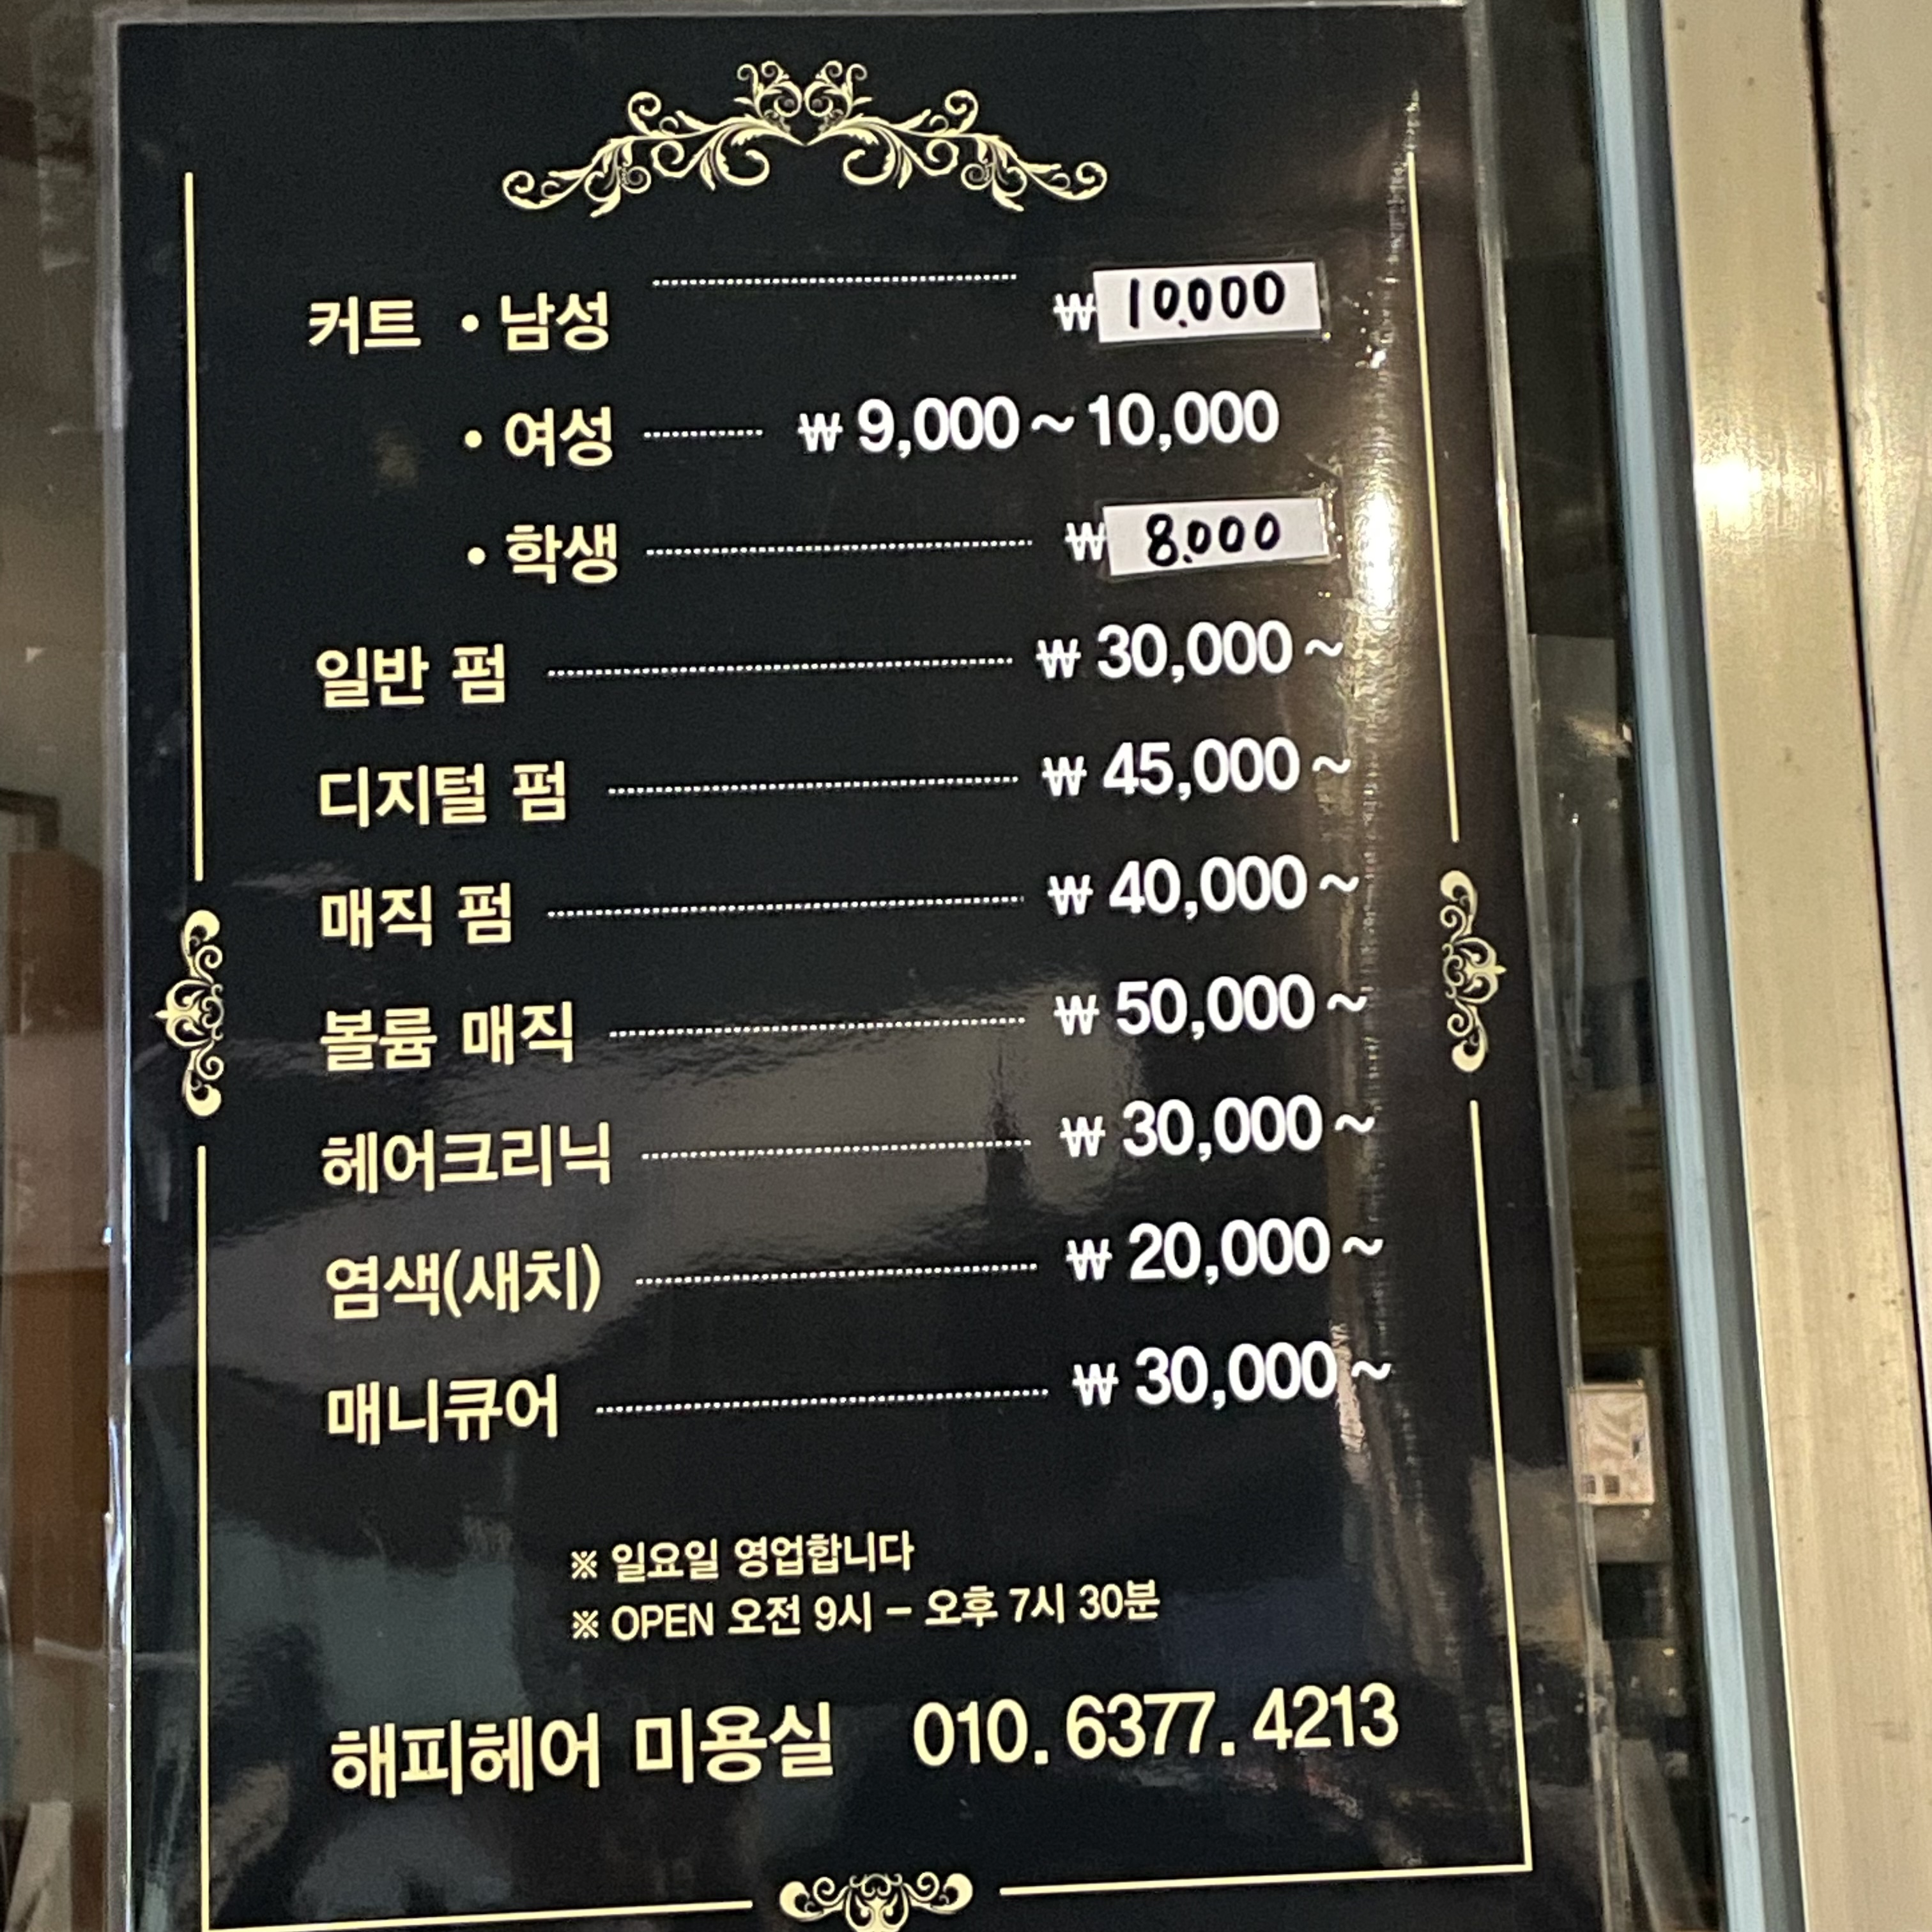 커트 • 남성 ₩ 10.000
• 여성 ₩ 9,000 ~ 10,000
• 학생 ₩ 8.000
일반 펌 ₩ 30,000 ~
디지털 펌 ₩ 45,000 ~
매직 펌 ₩ 40,000 ~
볼륨 매직 ₩ 50,000 ~
헤어크리닉 ₩ 30,000 ~
염색(새치) ₩ 20,000 ~
매니큐어 ₩ 30,000 ~
※ 일요일 영업합니다
※ OPEN 오전 9시 – 오후 7시 30분
해피헤어 미용실 010. 6377. 4213